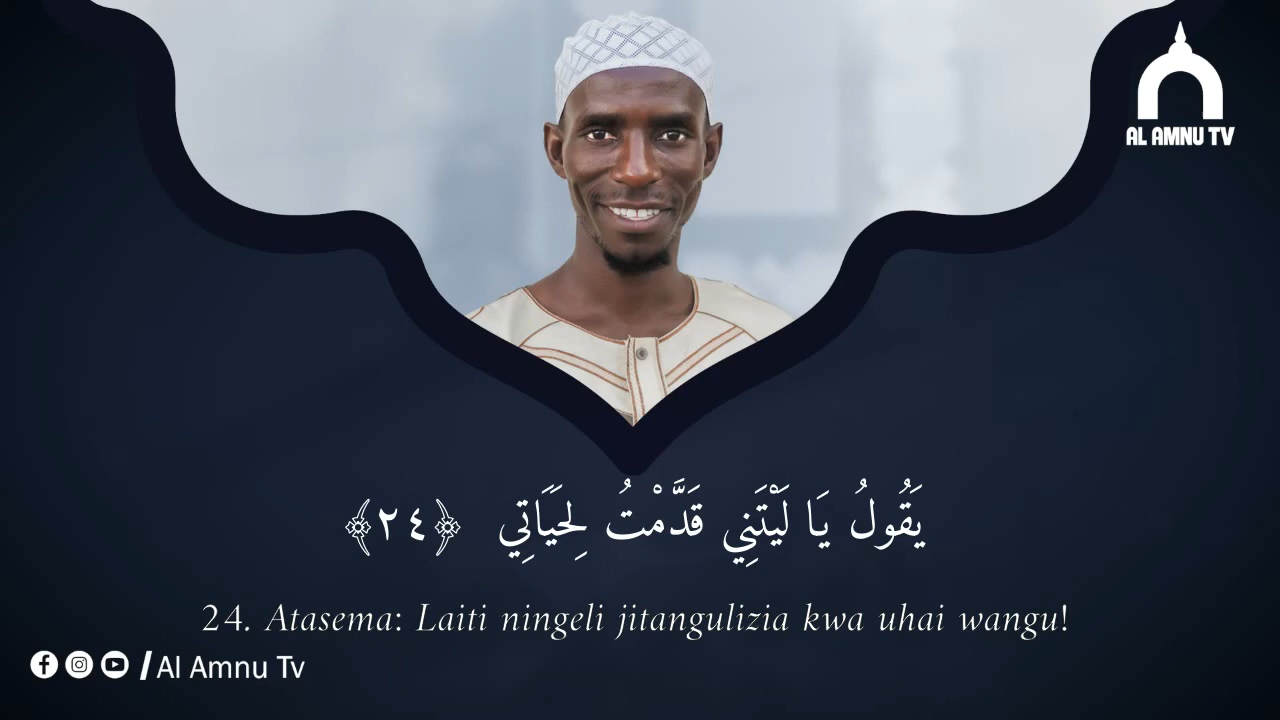 AL AMNU TV
يَقُولُ يَا لَيْتَنِي قَدَّمْتُ لِحَيَاتِي ﴿٢٤﴾
24. Atasema: Laiti ningeli jitangulizia kwa uhai wangu!
/ Al Amnu Tv